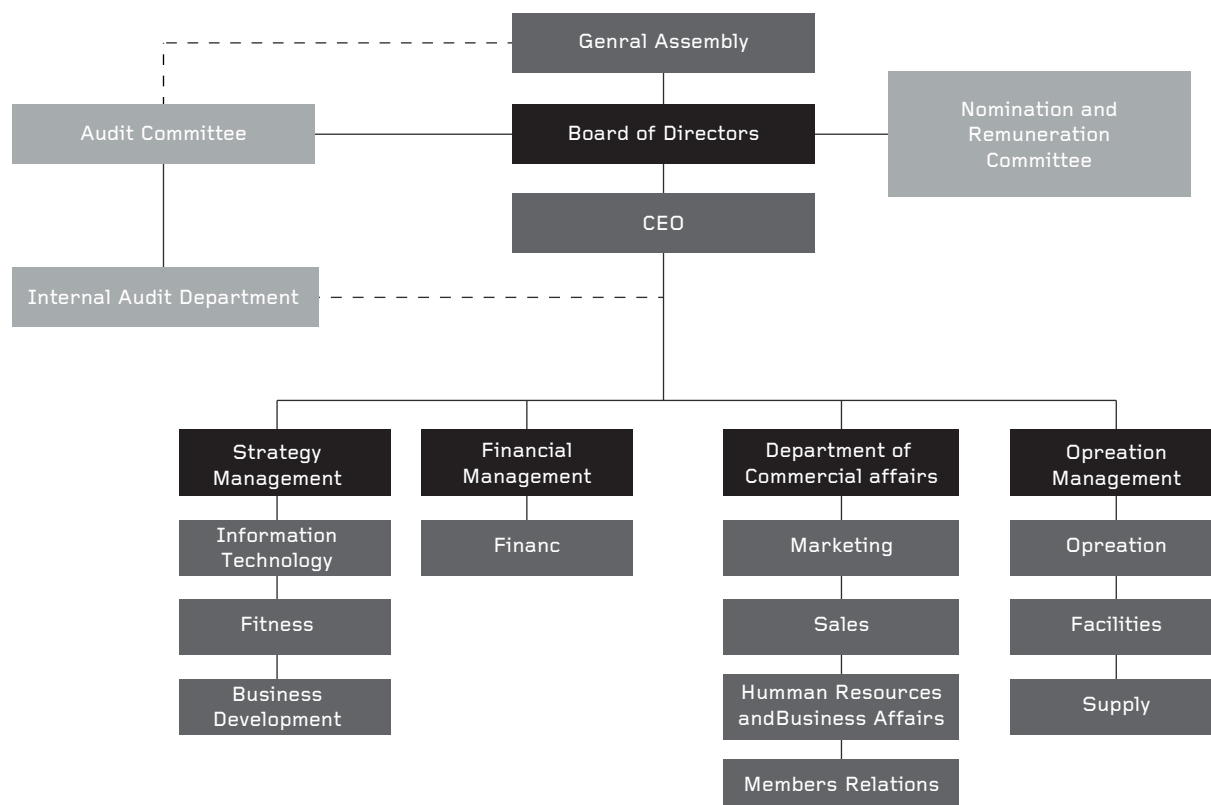 Genral Assembly
Audit Committee
Board of Directors
Nomination and
Remuneration
Committee
CEO
Internal Audit Department
Strategy
Management
Financial
Management
Department of
Commercial affairs
Opreation
Management
Information
Technology
Financ
Marketing
Opreation
Fitness
Sales
Facilities
Business
Development
Humman Resources
andBusiness Affairs
Supply
Members Relations